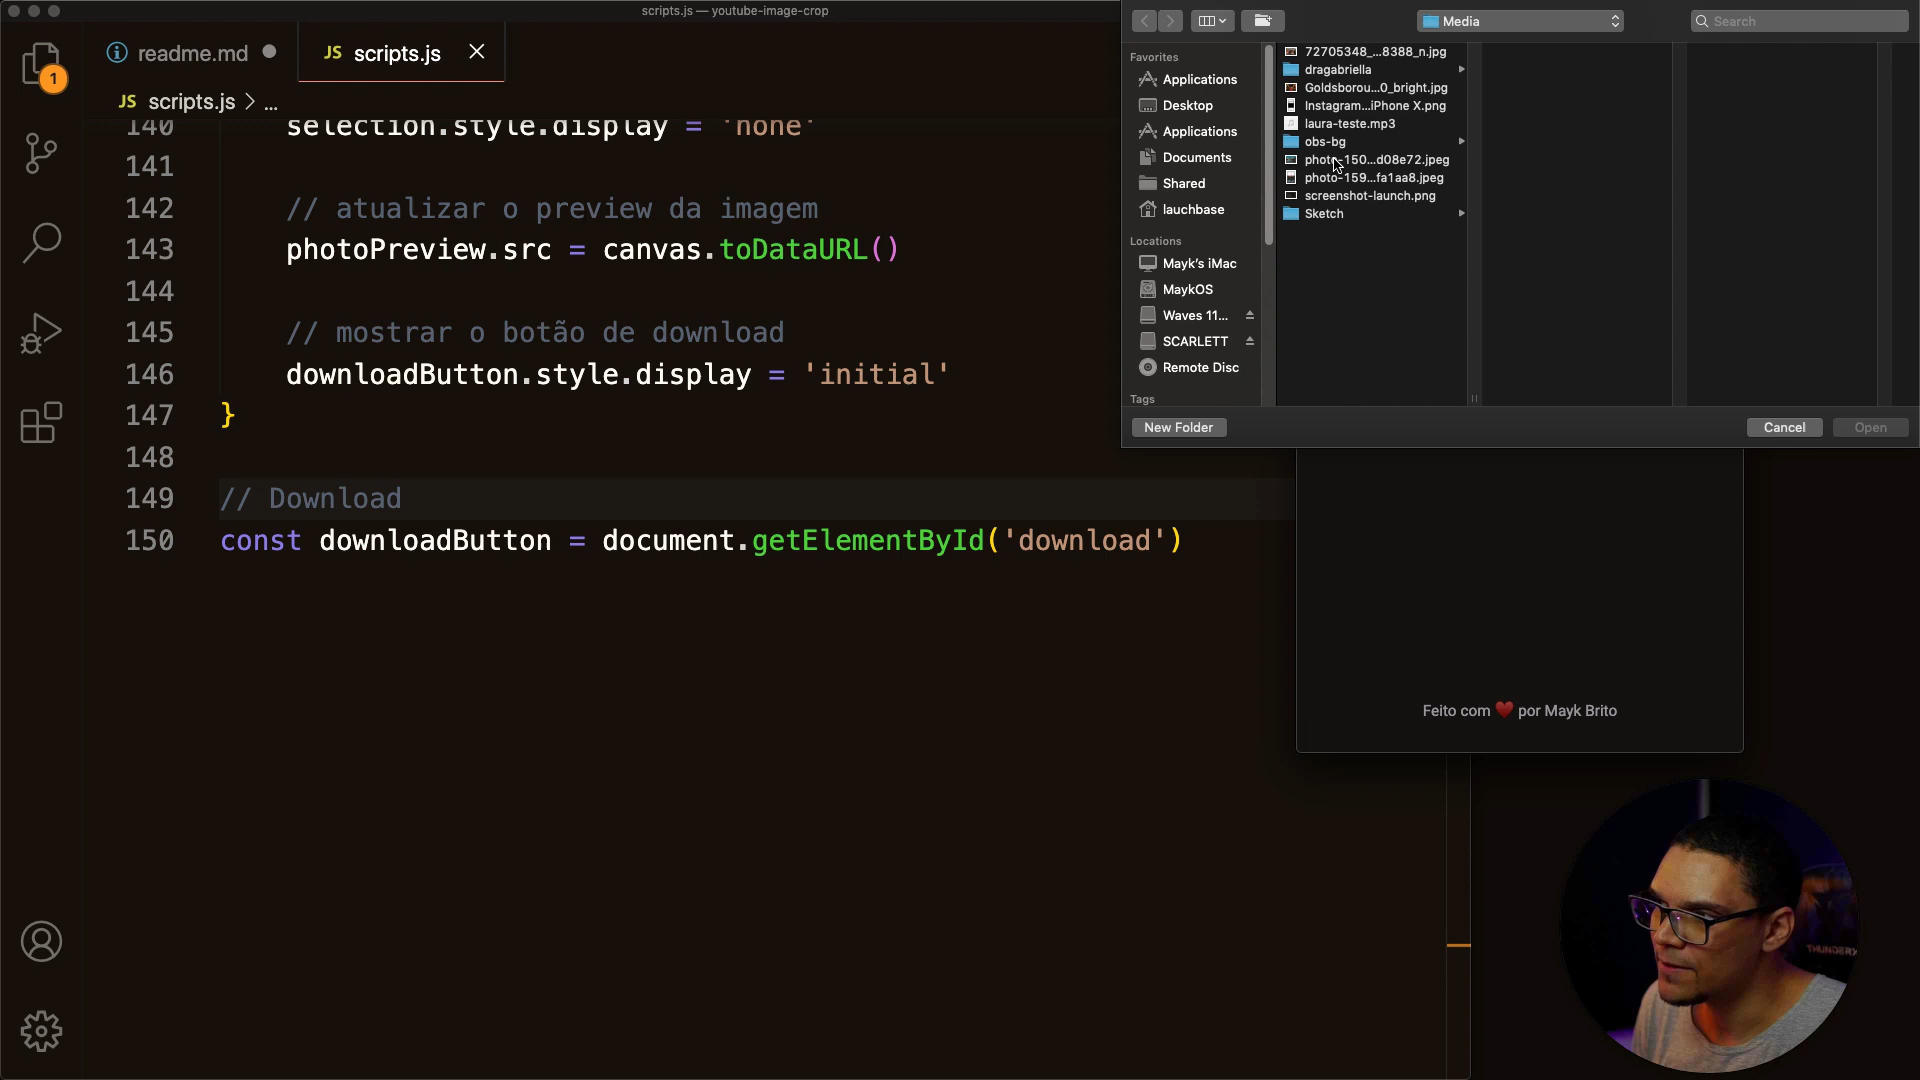 scripts.js — youtube-image-crop
1
readme.md
JS scripts.js
JS scripts.js > ...
140 selection.style.display = 'none'
141
142 // atualizar o preview da imagem
143 photoPreview.src = canvas.toDataURL()
144
145 // mostrar o botão de download
146 downloadButton.style.display = 'initial'
147 }
148
149 // Download
150 const downloadButton = document.getElementById('download')
Media
Search
Favorites
Applications
Desktop
Applications
Documents
Shared
lauchbase
Locations
Mayk's iMac
MaykOS
Waves 11...
SCARLETT
Remote Disc
Tags
72705348_...8388_n.jpg
dragabriella
Goldsborou...0_bright.jpg
Instagram...iPhone X.png
laura-teste.mp3
obs-bg
photo-150...d08e72.jpeg
photo-159...fa1aa8.jpeg
screenshot-launch.png
Sketch
New Folder
Cancel
Open
Feito com ❤️ por Mayk Brito